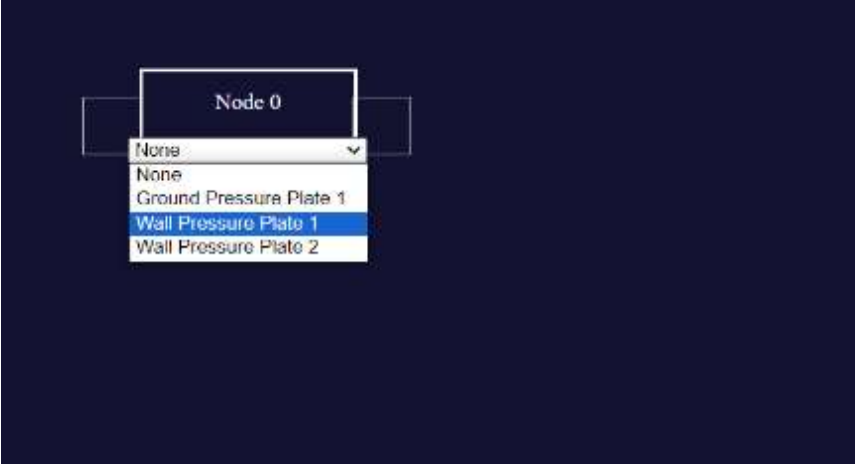 Node 0
None
None
Ground Pressure Plate 1
Wall Pressure Plate 1
Wall Pressure Plate 2